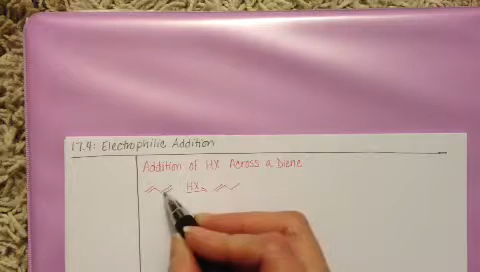 17.4: Electrophilic Addition
Addition of HX Across a Diene
HX